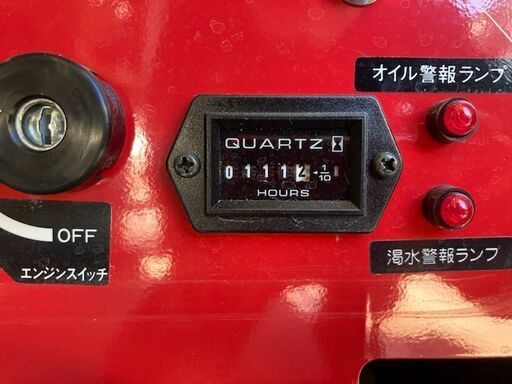 オイル警報ランプ
QUARTZ
0111 1/10
HOURS
OFF
エンジンスイッチ
渇水警報ランプ